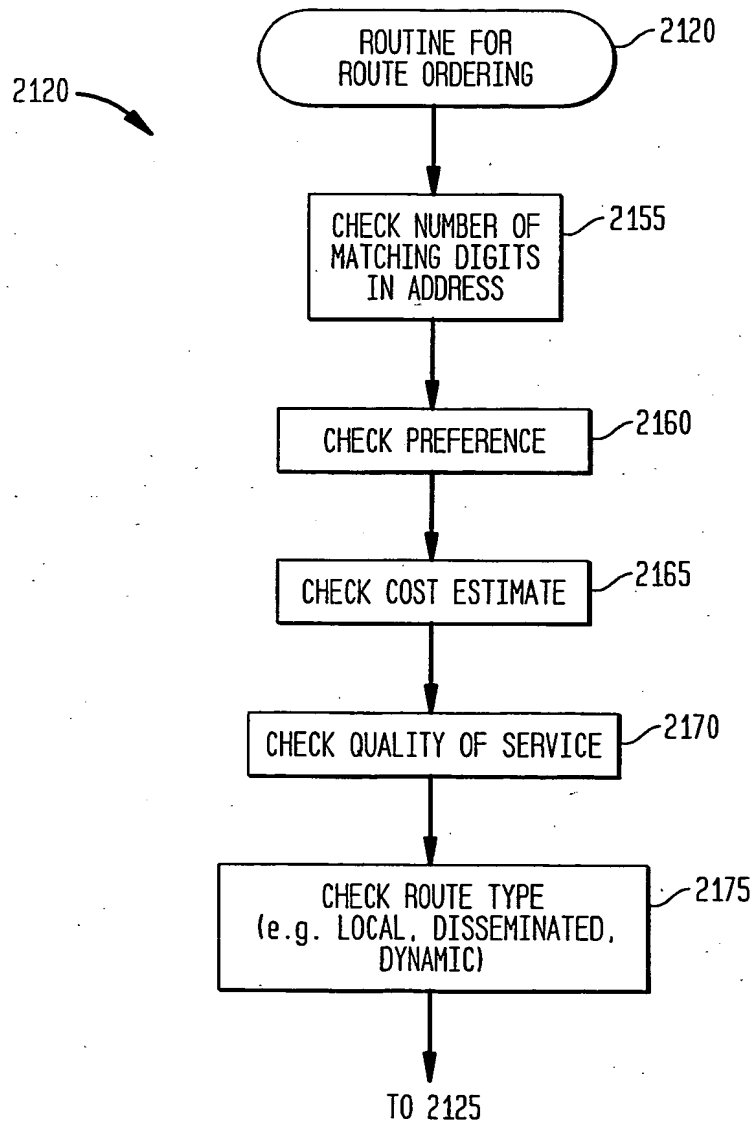 ROUTINE FOR
ROUTE ORDERING
2120
2120
CHECK NUMBER OF
MATCHING DIGITS
IN ADDRESS
2155
CHECK PREFERENCE
2160
CHECK COST ESTIMATE
2165
CHECK QUALITY OF SERVICE
2170
CHECK ROUTE TYPE
(e.g. LOCAL, DISSEMINATED,
DYNAMIC)
2175
TO 2125